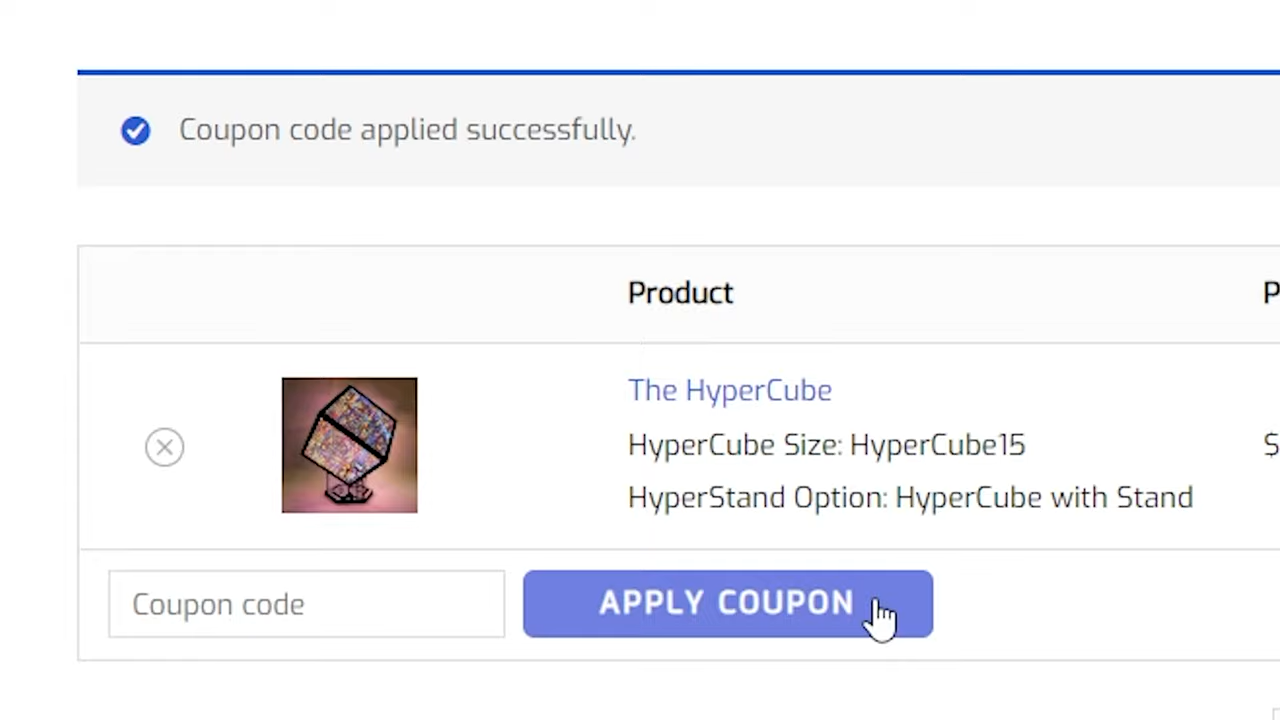 Coupon code applied successfully.
Product
The HyperCube
HyperCube Size: HyperCube15
$
HyperStand Option: HyperCube with Stand
Coupon code
APPLY COUPON